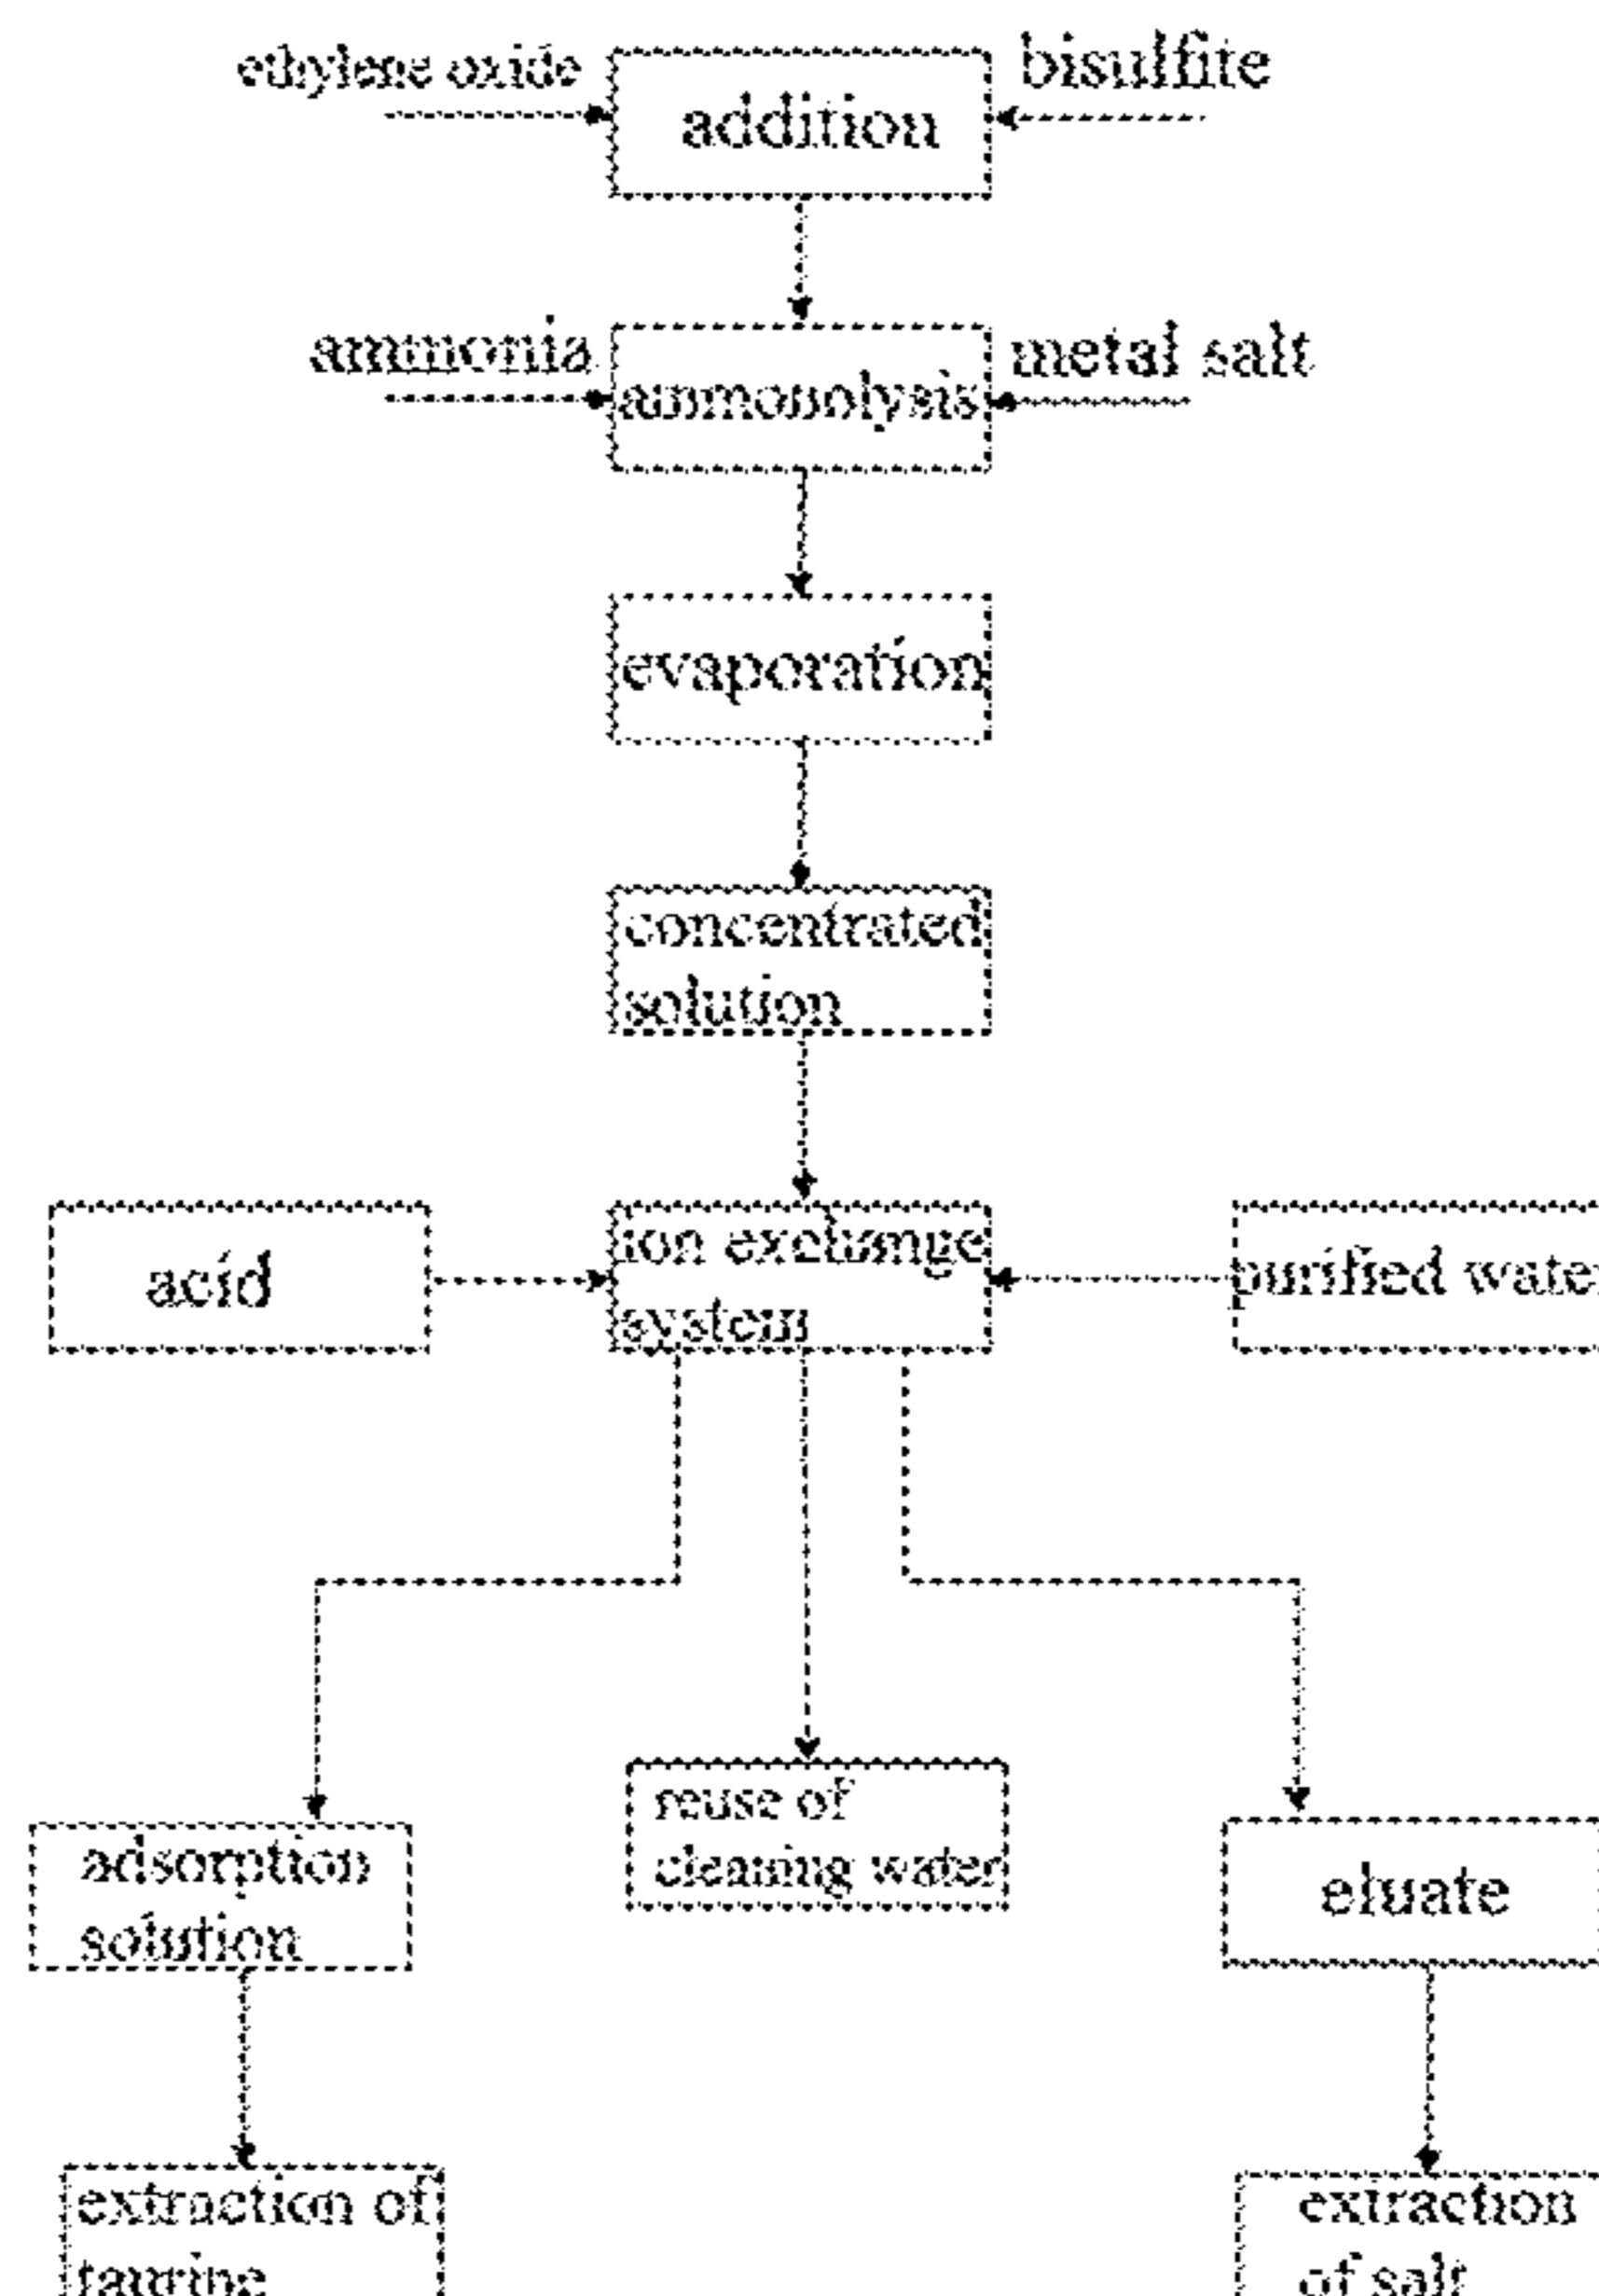 ethylene oxide
bisulfite
addition
ammonia
metal salt
ammonolysis
evaporation
concentrated
solution
acid
ion exchange
system
purified water
adsorption
solution
reuse of
cleaning water
eluate
extraction of
taurine
extraction
of salt